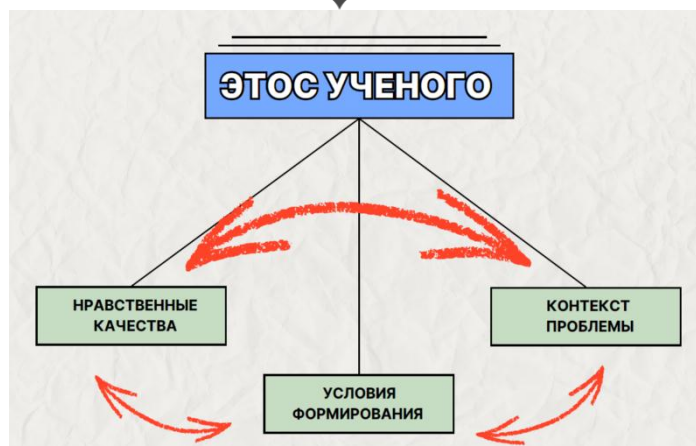 ЭТОС УЧЕНОГО
НРАВСТВЕННЫЕ
КАЧЕСТВА
КОНТЕКСТ
ПРОБЛЕМЫ
УСЛОВИЯ
ФОРМИРОВАНИЯ